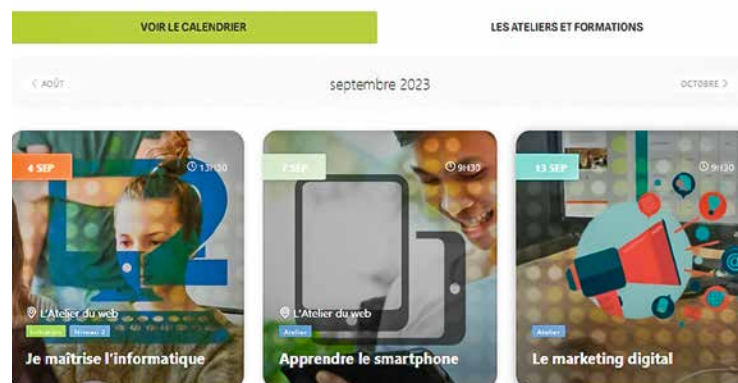 VOIR LE CALENDRIER
LES ATELIERS ET FORMATIONS
< AOÛT
septembre 2023
OCTOBRE >
4 SEP
13H30
L'Atelier du web
Initiation
Niveau 2
Je maîtrise l'informatique
7 SEP
9H30
L'Atelier du web
Atelier
Apprendre le smartphone
13 SEP
9H30
Atelier
Le marketing digital